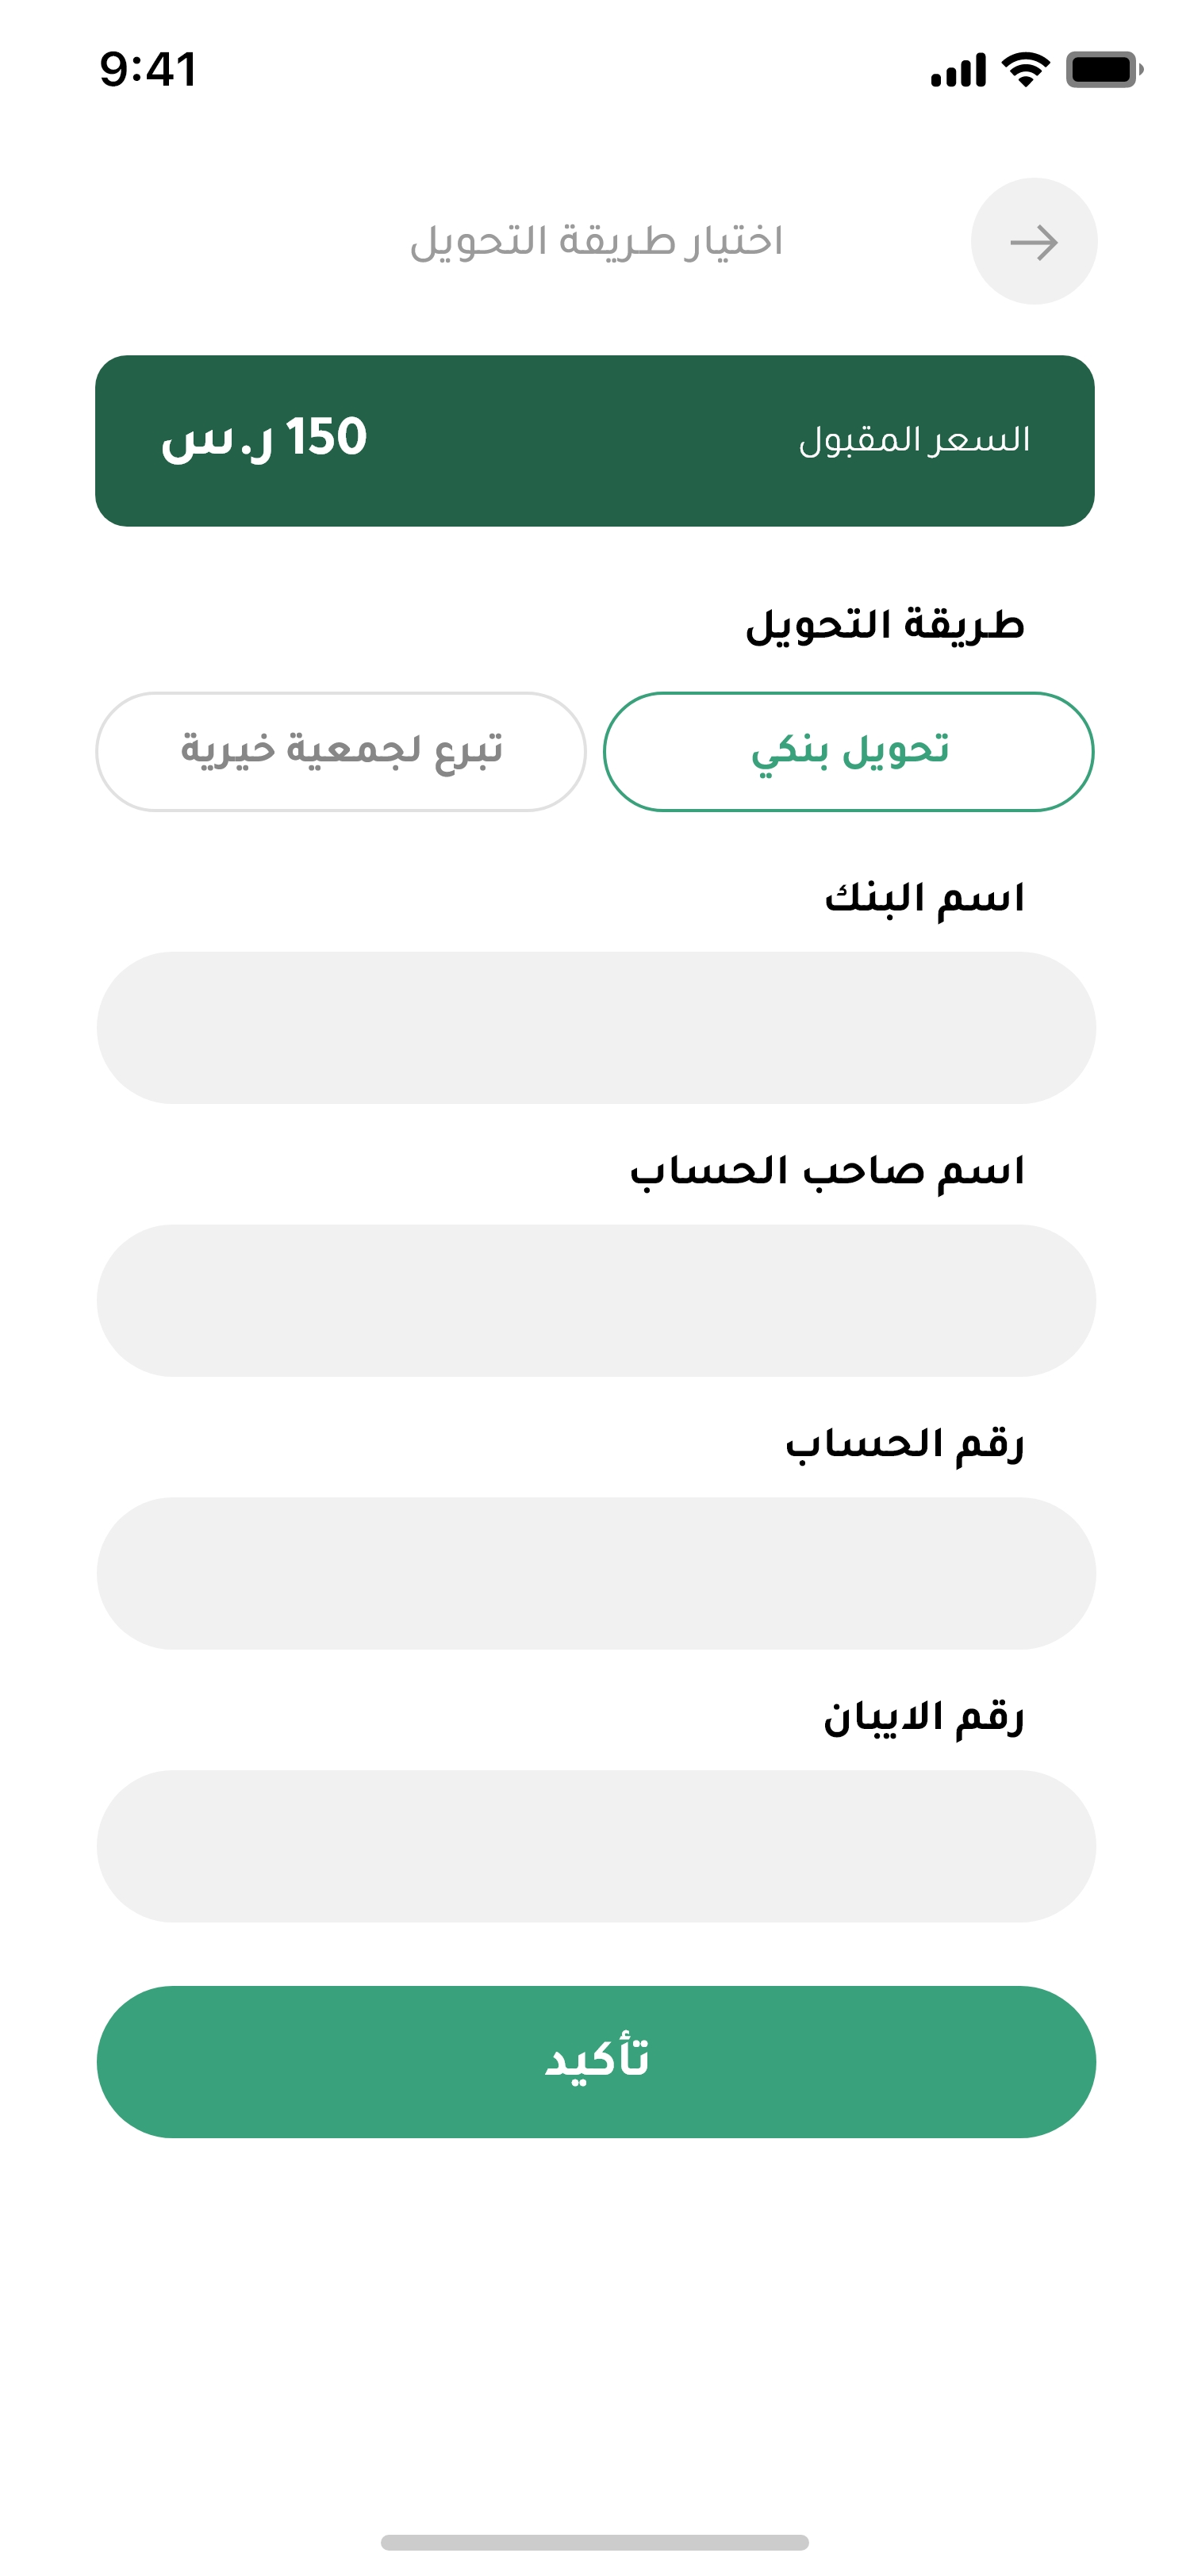 9:41
اختيار طريقة التحويل
السعر المقبول 150 ر.س
طريقة التحويل
تحويل بنكي تبرع لجمعية خيرية
اسم البنك
اسم صاحب الحساب
رقم الحساب
رقم الايبان
تأكيد